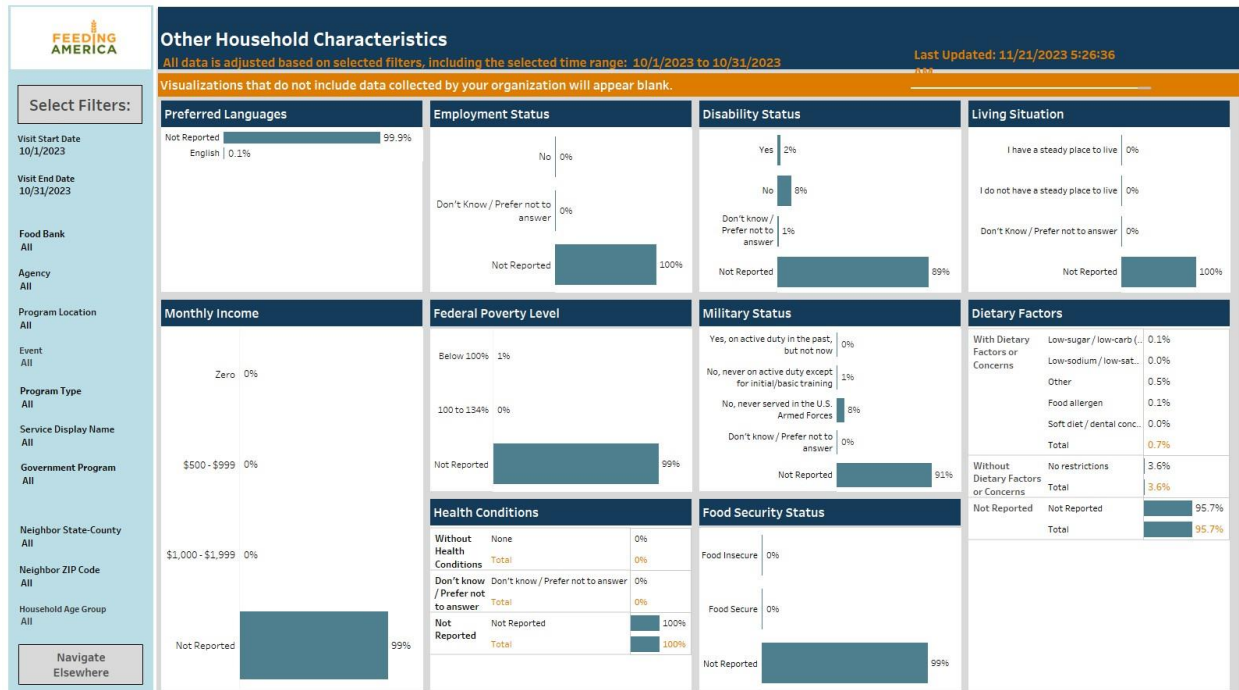 FEEDING
AMERICA
Other Household Characteristics
All data is adjusted based on selected filters, including the selected time range: 10/1/2023 to 10/31/2023
Last Updated: 11/21/2023 5:26:36
AM
Visualizations that do not include data collected by your organization will appear blank.
Select Filters:
Visit Start Date
10/1/2023
Visit End Date
10/31/2023
Food Bank
All
Agency
All
Program Location
All
Event
All
Program Type
All
Service Display Name
All
Government Program
All
Neighbor State-County
All
Neighbor ZIP Code
All
Household Age Group
All
Navigate
Elsewhere
Preferred Languages
Not Reported 99.9%
English 0.1%
Employment Status
No 0%
Don't Know / Prefer not to
answer 0%
Not Reported 100%
Disability Status
Yes 2%
No 8%
Don't know /
Prefer not to
answer 1%
Not Reported 89%
Living Situation
I have a steady place to live 0%
I do not have a steady place to live 0%
Don't Know / Prefer not to answer 0%
Not Reported 100%
Monthly Income
Zero 0%
$500 - $999 0%
$1,000 - $1,999 0%
Not Reported 99%
Federal Poverty Level
Below 100% 1%
100 to 134% 0%
Not Reported 99%
Military Status
Yes, on active duty in the past,
but not now 0%
No, never on active duty except
for initial/basic training 1%
No, never served in the U.S.
Armed Forces 8%
Don't know / Prefer not to
answer 0%
Not Reported 91%
Dietary Factors
With Dietary
Factors or
Concerns
Low-sugar / low-carb (.. 0.1%
Low-sodium / low-sat.. 0.0%
Other 0.5%
Food allergen 0.1%
Soft diet / dental conc.. 0.0%
Total 0.7%
Without
Dietary Factors
or Concerns
No restrictions 3.6%
Total 3.6%
Not Reported Not Reported 95.7%
Total 95.7%
Health Conditions
Without
Health
Conditions
None 0%
Total 0%
Don't know
/ Prefer not
to answer
Don't know / Prefer not to answer 0%
Total 0%
Not
Reported
Not Reported 100%
Total 100%
Food Security Status
Food Insecure 0%
Food Secure 0%
Not Reported 99%